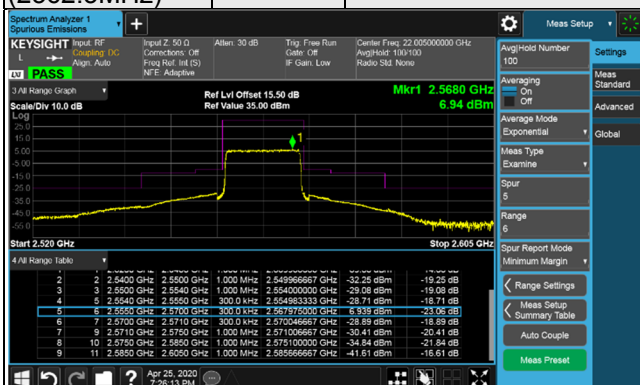 (2562.5MHz)
Spectrum Analyzer 1
Spurious Emissions
Meas Setup
KEYSIGHT
L
PASS
Input: RF
Coupling: DC
Align: Auto
Input Z: 50 Ω
Corrections: Off
Freq Ref: Int (S)
NFE: Adaptive
Atten: 30 dB
Trig: Free Run
Gate: Off
IF Gain: Low
Center Freq: 22.005000000 GHz
Avg|Hold: 100/100
Radio Std: None
3 All Range Graph
Scale/Div 10.0 dB
Ref Lvl Offset 15.50 dB
Ref Value 35.00 dBm
Mkr1 2.5680 GHz
6.94 dBm
Log
25.0
15.0
5.00
-5.00
-15.0
-25.0
-35.0
-45.0
-55.0
1
Start 2.520 GHz
Stop 2.605 GHz
4 All Range Table
2 2 2.5400 GHz 2.5500 GHz 1.000 MHz 2.549966667 GHz -32.25 dBm -19.25 dB
3 3 2.5500 GHz 2.5540 GHz 1.000 MHz 2.554000000 GHz -29.08 dBm -19.08 dB
4 5 2.5540 GHz 2.5550 GHz 300.0 kHz 2.554983333 GHz -28.71 dBm -18.71 dB
5 6 2.5550 GHz 2.5700 GHz 300.0 kHz 2.567975000 GHz 6.939 dBm -23.06 dB
6 7 2.5700 GHz 2.5710 GHz 300.0 kHz 2.570046667 GHz -28.89 dBm -18.89 dB
7 9 2.5710 GHz 2.5750 GHz 1.000 MHz 2.571006667 GHz -30.41 dBm -20.41 dB
8 10 2.5750 GHz 2.5850 GHz 1.000 MHz 2.575100000 GHz -34.84 dBm -21.84 dB
9 11 2.5850 GHz 2.6050 GHz 1.000 MHz 2.585666667 GHz -41.61 dBm -16.61 dB
Avg|Hold Number
100
Averaging
On
Off
Average Mode
Exponential
Meas Type
Examine
Spur
5
Range
6
Spur Report Mode
Minimum Margin
Range Settings
Meas Setup
Summary Table
Auto Couple
Meas Preset
Settings
Meas
Standard
Advanced
Global
Apr 25, 2020
7:26:13 PM